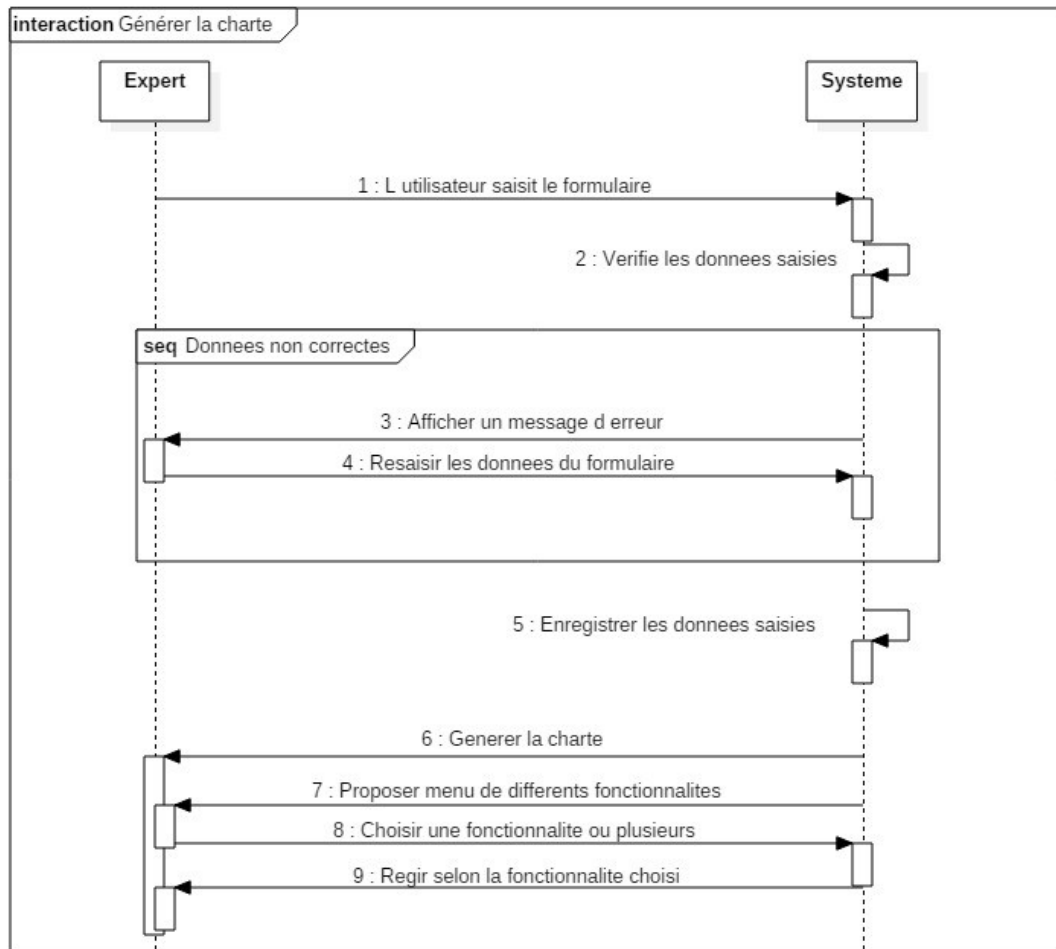 interaction Générer la charte
Expert
Systeme
1 : L utilisateur saisit le formulaire
2 : Verifie les donnees saisies
seq Donnees non correctes
3 : Afficher un message d erreur
4 : Resaisir les donnees du formulaire
5 : Enregistrer les donnees saisies
6 : Generer la charte
7 : Proposer menu de differents fonctionnalites
8 : Choisir une fonctionnalite ou plusieurs
9 : Regir selon la fonctionnalite choisi